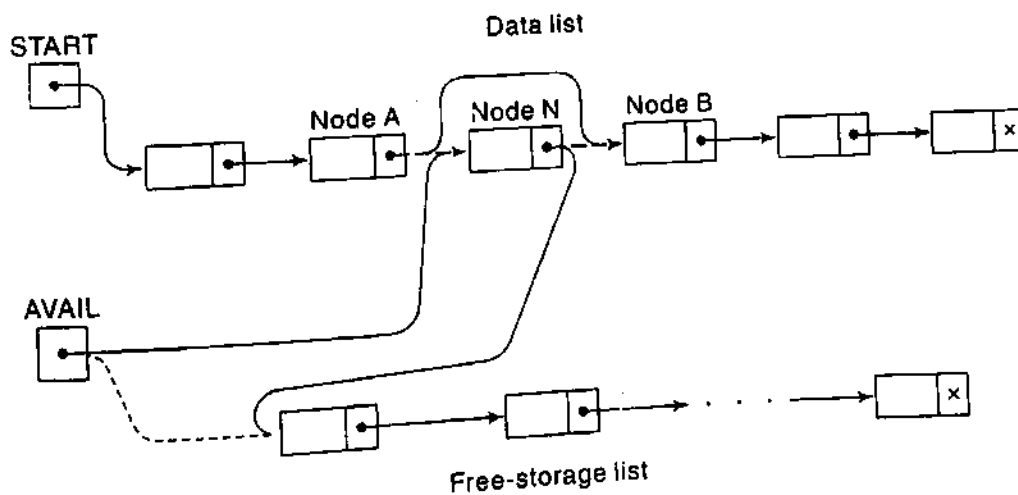 Data list
START
Node A
Node N
Node B
×
AVAIL
×
Free-storage list